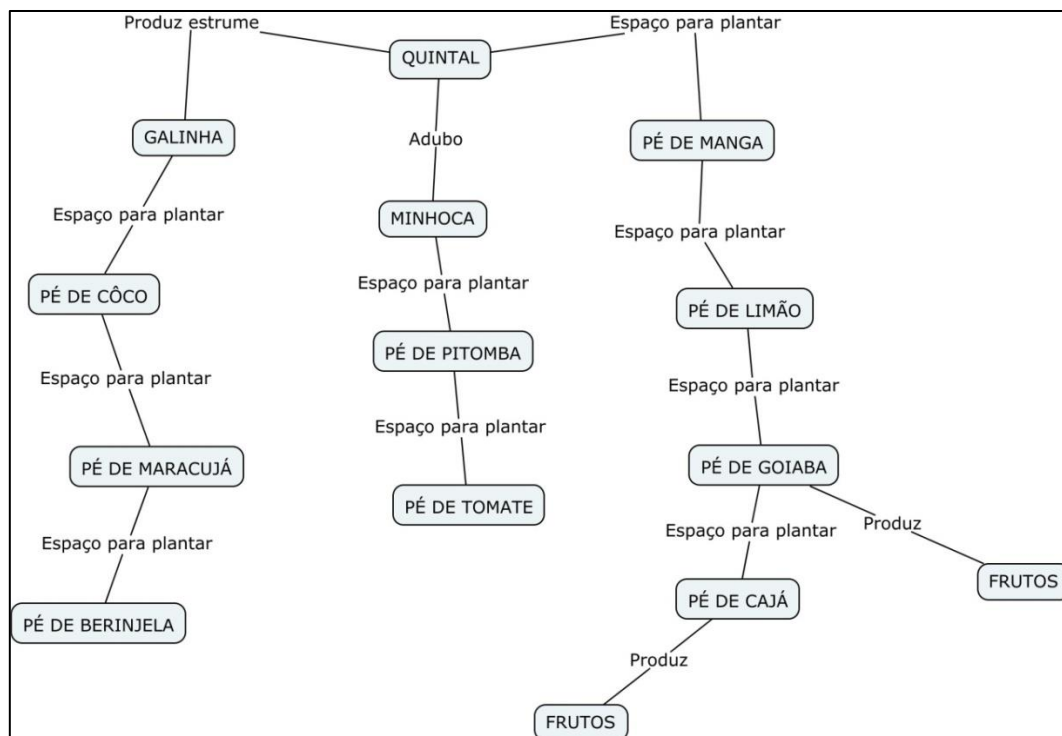 Produz estrume
Espaço para plantar
QUINTAL
GALINHA
Adubo
PÉ DE MANGA
Espaço para plantar
MINHOCA
Espaço para plantar
PÉ DE CÔCO
Espaço para plantar
PÉ DE LIMÃO
PÉ DE PITOMBA
Espaço para plantar
Espaço para plantar
Espaço para plantar
PÉ DE MARACUJÁ
PÉ DE GOIABA
PÉ DE TOMATE
Espaço para plantar
Espaço para plantar
Produz
PÉ DE BERINJELA
PÉ DE CAJÁ
FRUTOS
Produz
FRUTOS